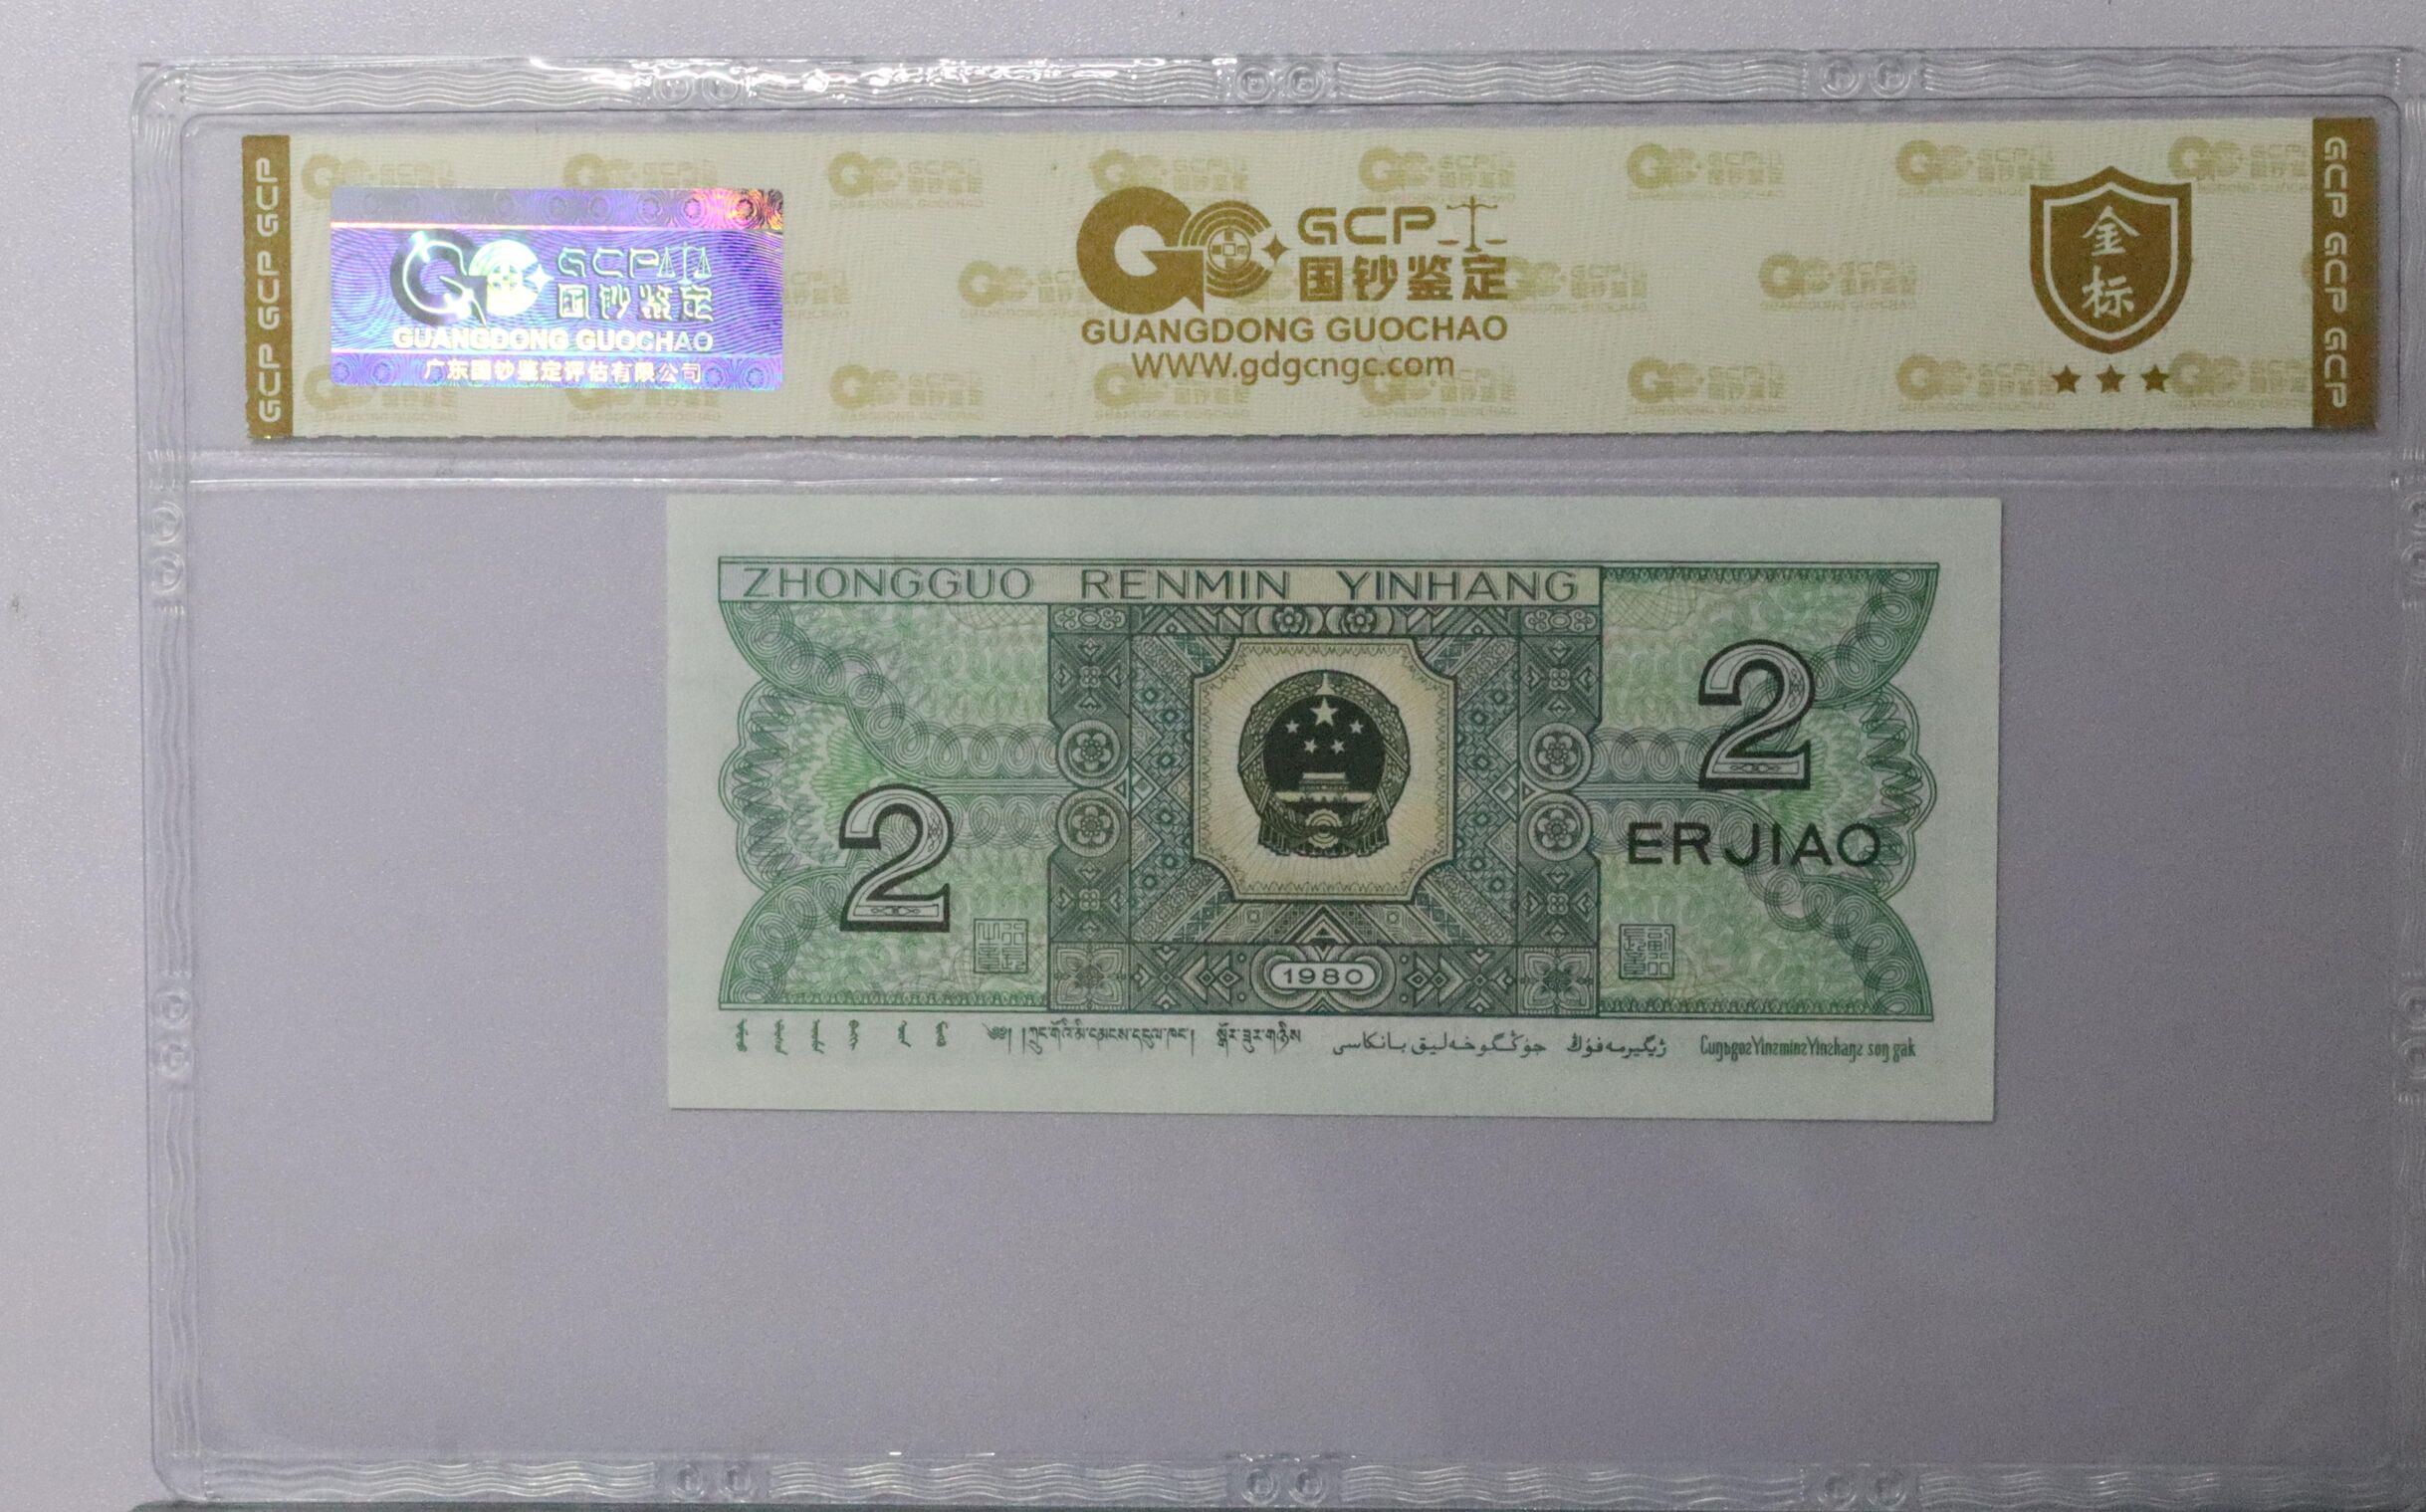 GCP GCP GCP
GCP
国钞鉴定
GUANGDONG GUOCHAO
广东国钞鉴定评估有限公司
GCP
国钞鉴定
GUANGDONG GUOCHAO
WWW.gdgcngc.com
金
标
GCP GCP GCP
ZHONGGUO RENMIN YINHANG
2
2
ERJIAO
1980